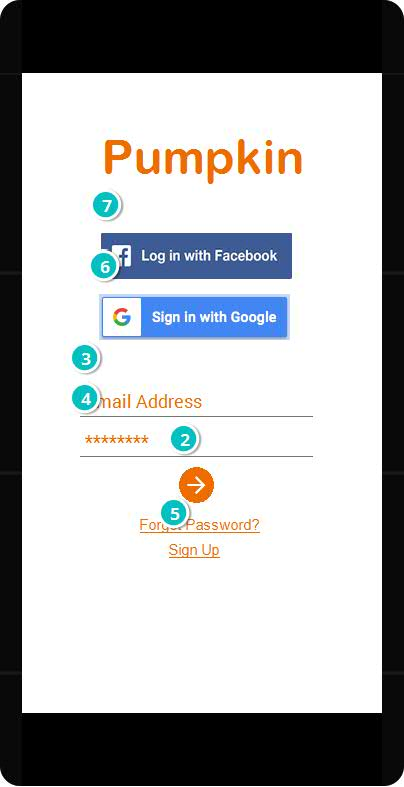 Pumpkin
7
Log in with Facebook
6
Sign in with Google
3
4
mail Address
******** 2
5
Forgot Password?
Sign Up